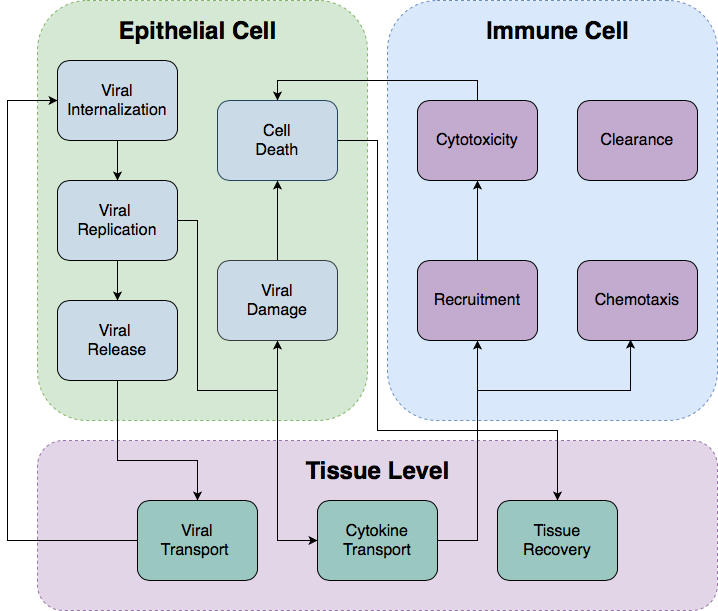 Epithelial Cell
Viral
Internalization
Viral
Replication
Viral
Release
Cell
Death
Viral
Damage
Immune Cell
Cytotoxicity
Clearance
Recruitment
Chemotaxis
Tissue Level
Viral
Transport
Cytokine
Transport
Tissue
Recovery